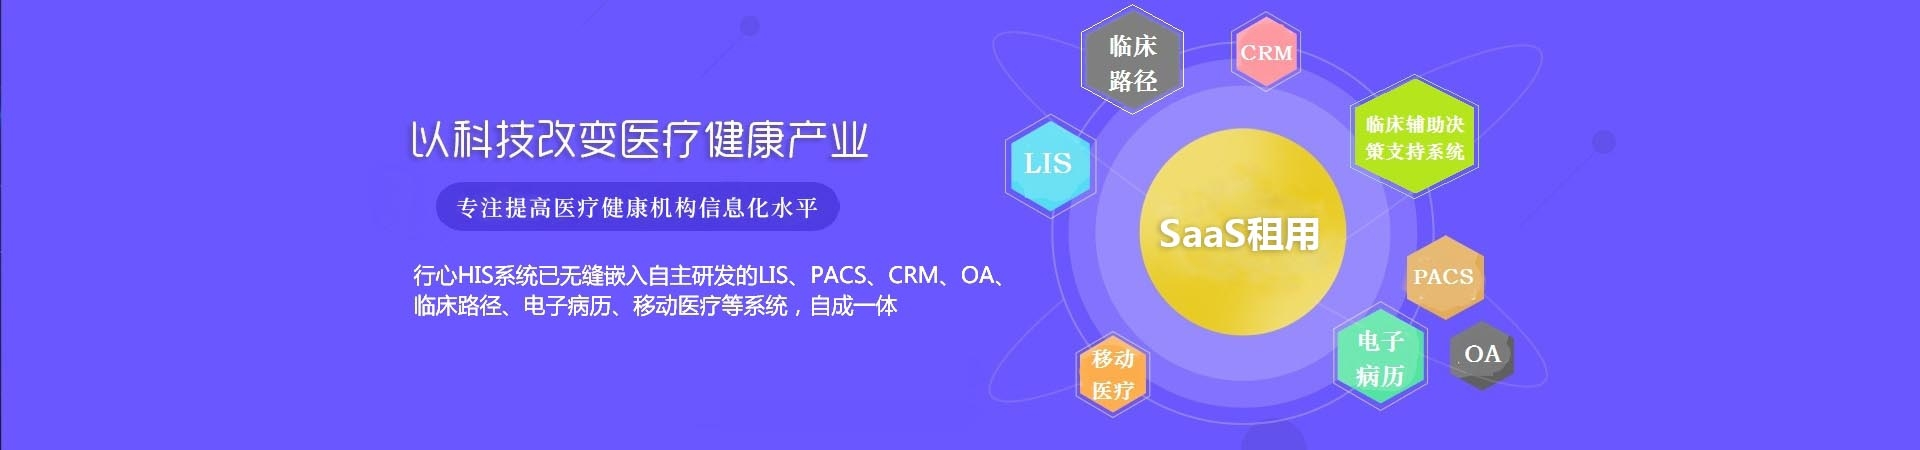 以科技改变医疗健康产业
专注提高医疗健康机构信息化水平
行心HIS系统已无缝嵌入自主研发的LIS、PACS、CRM、OA、
临床路径、电子病历、移动医疗等系统，自成一体
临床
路径
CRM
LIS
临床辅助决
策支持系统
SaaS租用
PACS
电子
病历
OA
移动
医疗